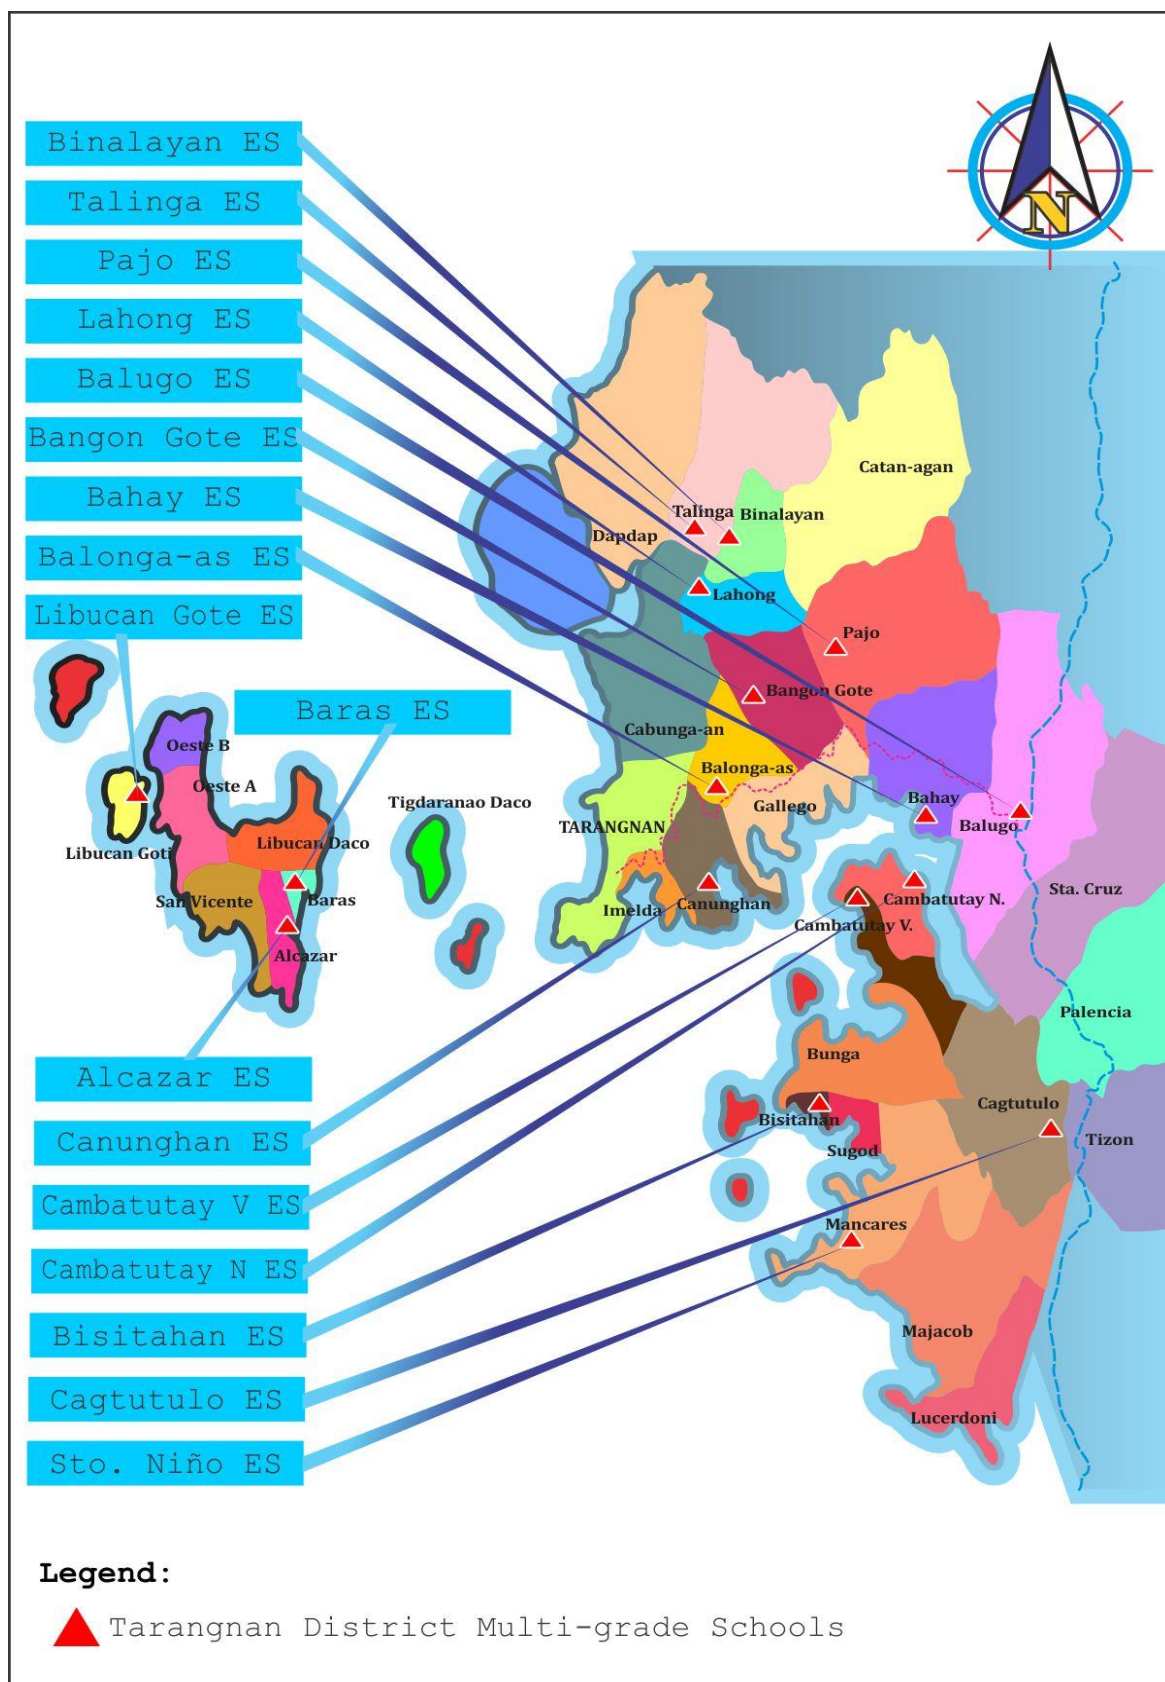 N
Binalayan ES
Talinga ES
Pajo ES
Lahong ES
Balugo ES
Bangon Gote ES
Bahay ES
Balonga-as ES
Libucan Gote ES
Baras ES
Catan-agan
Talinga
Binalayan
Dapdap
Lahong
Pajo
Bangon Gote
Cabunga-an
Balonga-as
Gallego
Bahay
Balugo
TARANGNAN
Imelda
Canunghan
Cambatutay N.
Cambatutay V.
Sta. Cruz
Palencia
Oeste B
Oeste A
Libucan Goti
Libucan Daco
San Vicente
Baras
Alcazar
Tigdaranao Daco
Bunga
Bisitahan
Sugod
Cagtutulo
Tizon
Mancares
Majacob
Lucerdoni
Alcazar ES
Canunghan ES
Cambatutay V ES
Cambatutay N ES
Bisitahan ES
Cagtutulo ES
Sto. Niño ES
Legend:
Tarangnan District Multi-grade Schools